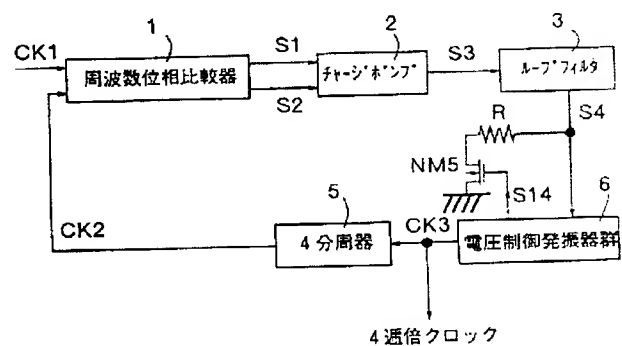 1
CK1
周波数位相比較器
S1
S2
2
チャージポンプ
S3
3
ループフィルタ
R
S4
NM5
S14
6
5
CK3
CK2
4分周器
電圧制御発振器群
4逓倍クロック